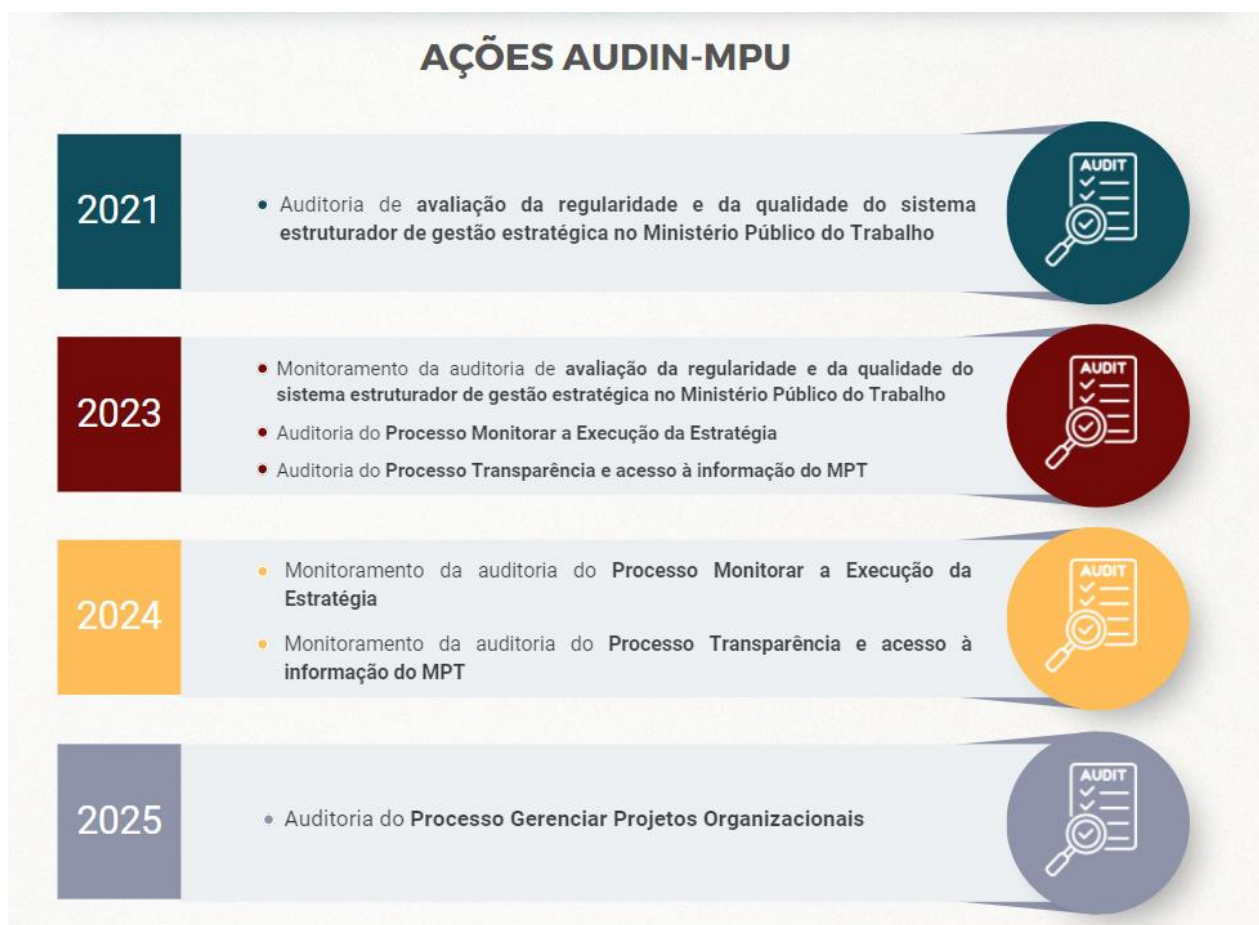 AÇÕES AUDIN-MPU
2021
• Auditoria de avaliação da regularidade e da qualidade do sistema
estruturador de gestão estratégica no Ministério Público do Trabalho
AUDIT
2023
• Monitoramento da auditoria de avaliação da regularidade e da qualidade do
sistema estruturador de gestão estratégica no Ministério Público do Trabalho
• Auditoria do Processo Monitorar a Execução da Estratégia
• Auditoria do Processo Transparência e acesso à informação do MPT
AUDIT
2024
• Monitoramento da auditoria do Processo Monitorar a Execução da
Estratégia
• Monitoramento da auditoria do Processo Transparência e acesso à
informação do MPT
AUDIT
2025
• Auditoria do Processo Gerenciar Projetos Organizacionais
AUDIT